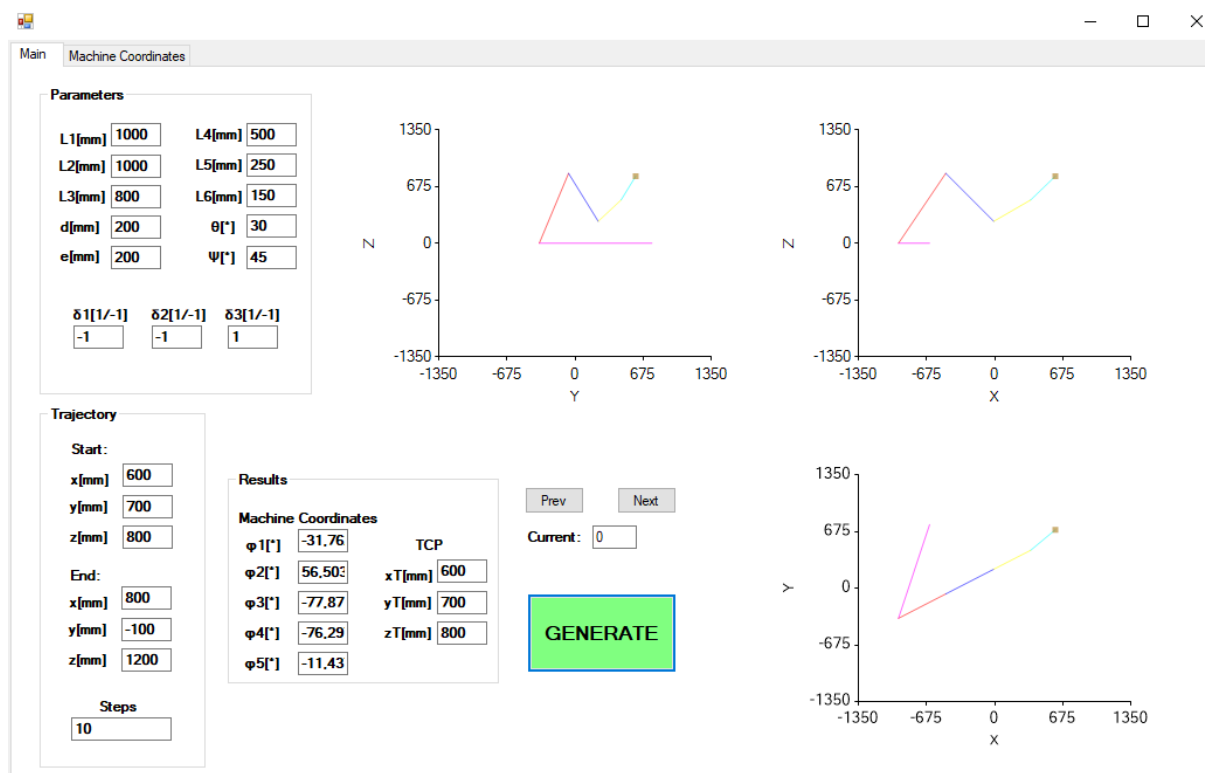 Main
Machine Coordinates
Parameters
L1[mm] 1000 L4[mm] 500
L2[mm] 1000 L5[mm] 250
L3[mm] 800 L6[mm] 150
d[mm] 200 θ[°] 30
e[mm] 200 Ψ[°] 45
δ1[1/-1] δ2[1/-1] δ3[1/-1]
-1 -1 1
1350
675
0
-675
-1350
-1350 -675 0 675 1350
Z
Y
1350
675
0
-675
-1350
-1350 -675 0 675 1350
Z
X
Trajectory
Start:
x[mm] 600
y[mm] 700
z[mm] 800
End:
x[mm] 800
y[mm] -100
z[mm] 1200
Steps
10
Results
Machine Coordinates
φ1[°] -31,76
TCP
φ2[°] 56,503
xT[mm] 600
φ3[°] -77,87
yT[mm] 700
φ4[°] -76,29
zT[mm] 800
φ5[°] -11,43
Prev Next
Current: 0
GENERATE
1350
675
0
-675
-1350
-1350 -675 0 675 1350
Y
X